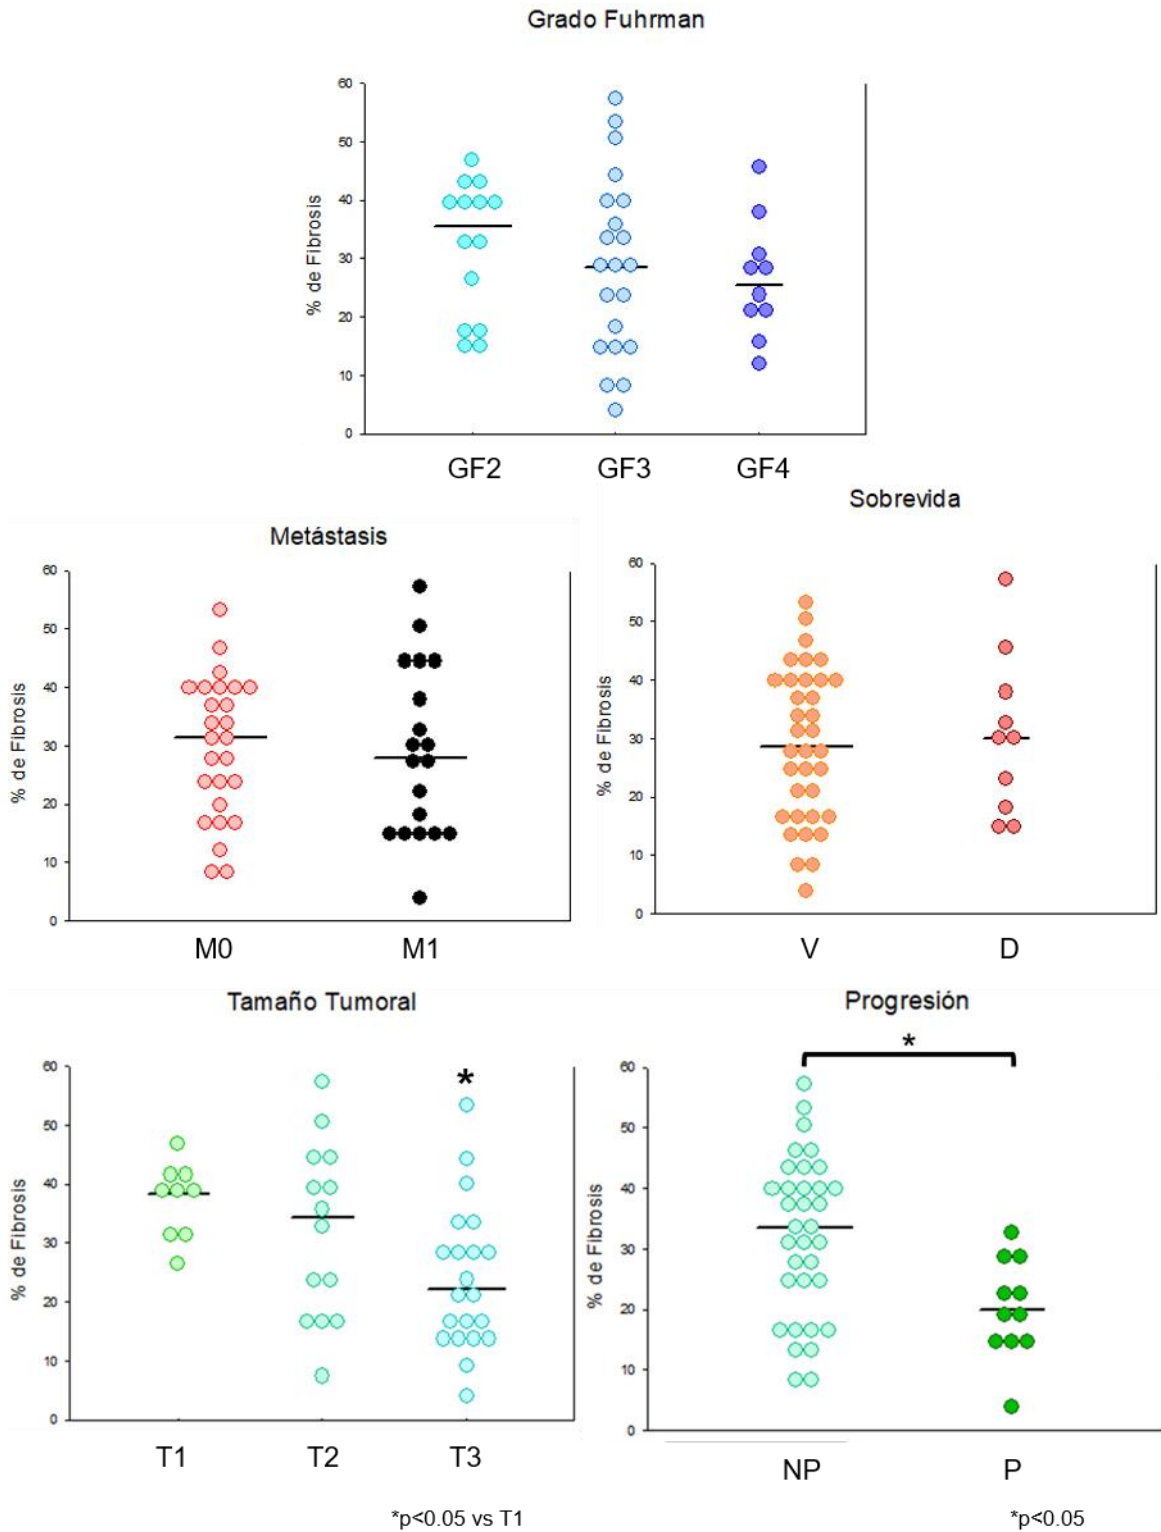 Grado Fuhrman
60
50
40
30
20
10
0
% de Fibrosis
GF2 GF3 GF4
Metástasis
60
50
40
30
20
10
0
% de Fibrosis
M0 M1
Sobrevida
60
50
40
30
20
10
0
% de Fibrosis
V D
Tamaño Tumoral
60
50
40
30
20
10
0
% de Fibrosis
*
T1 T2 T3
*p<0.05 vs T1
Progresión
*
60
50
40
30
20
10
0
% de Fibrosis
NP P
*p<0.05